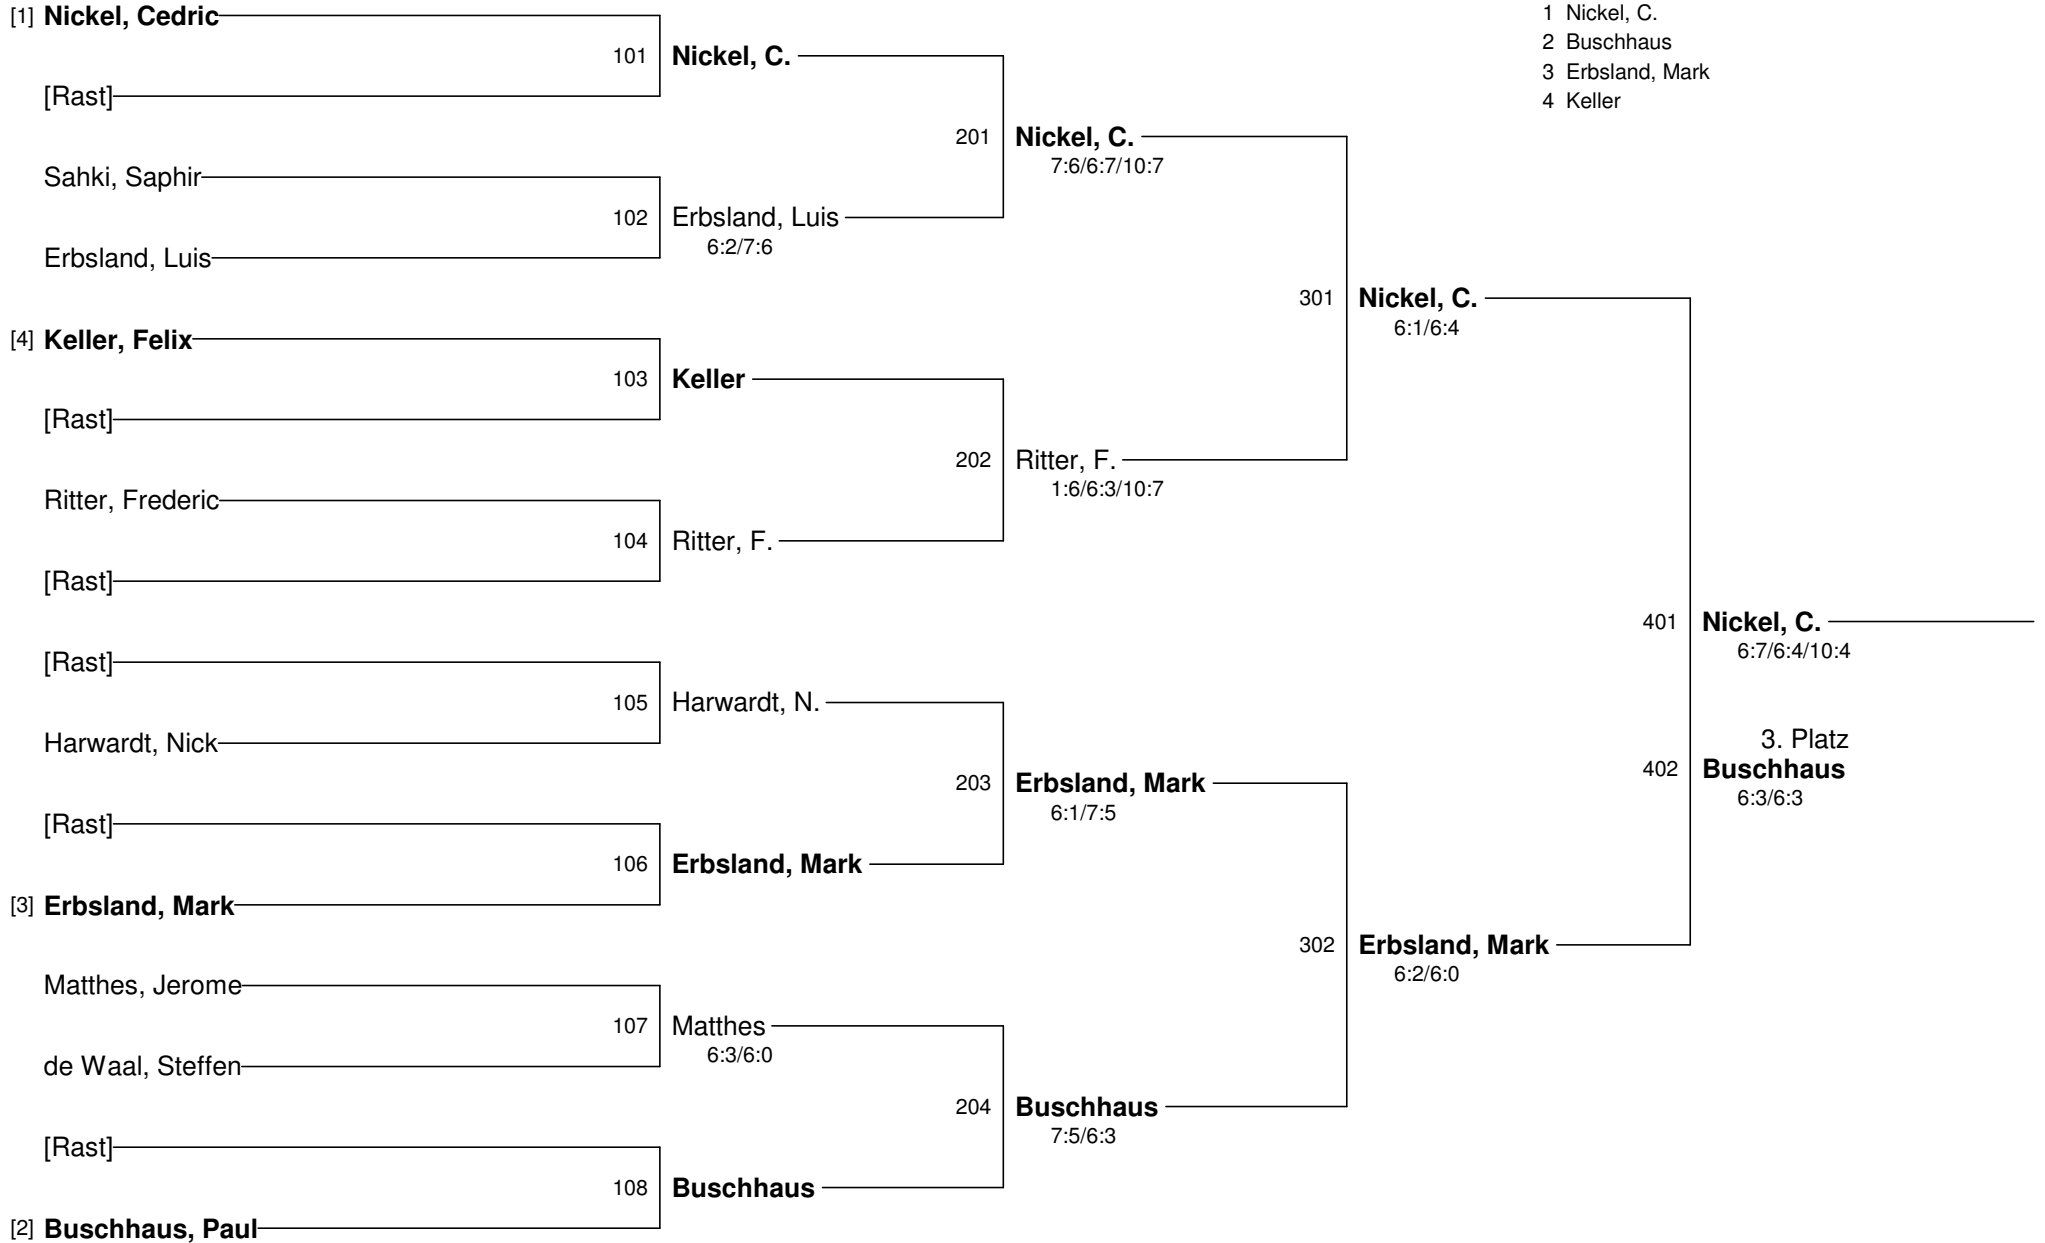 [1] Nickel, Cedric
[Rast]
Sahki, Saphir
Erbsland, Luis
[4] Keller, Felix
[Rast]
Ritter, Frederic
[Rast]
[Rast]
Harwardt, Nick
[Rast]
[3] Erbsland, Mark
Matthes, Jerome
de Waal, Steffen
[Rast]
[2] Buschhaus, Paul
101 Nickel, C.
102 Erbsland, Luis
6:2/7:6
103 Keller
104 Ritter, F.
105 Harwardt, N.
106 Erbsland, Mark
107 Matthes
6:3/6:0
108 Buschhaus
201 Nickel, C.
7:6/6:7/10:7
202 Ritter, F.
1:6/6:3/10:7
203 Erbsland, Mark
6:1/7:5
204 Buschhaus
7:5/6:3
301 Nickel, C.
6:1/6:4
302 Erbsland, Mark
6:2/6:0
401 Nickel, C.
6:7/6:4/10:4
3. Platz
402 Buschhaus
6:3/6:3
1 Nickel, C.
2 Buschhaus
3 Erbsland, Mark
4 Keller